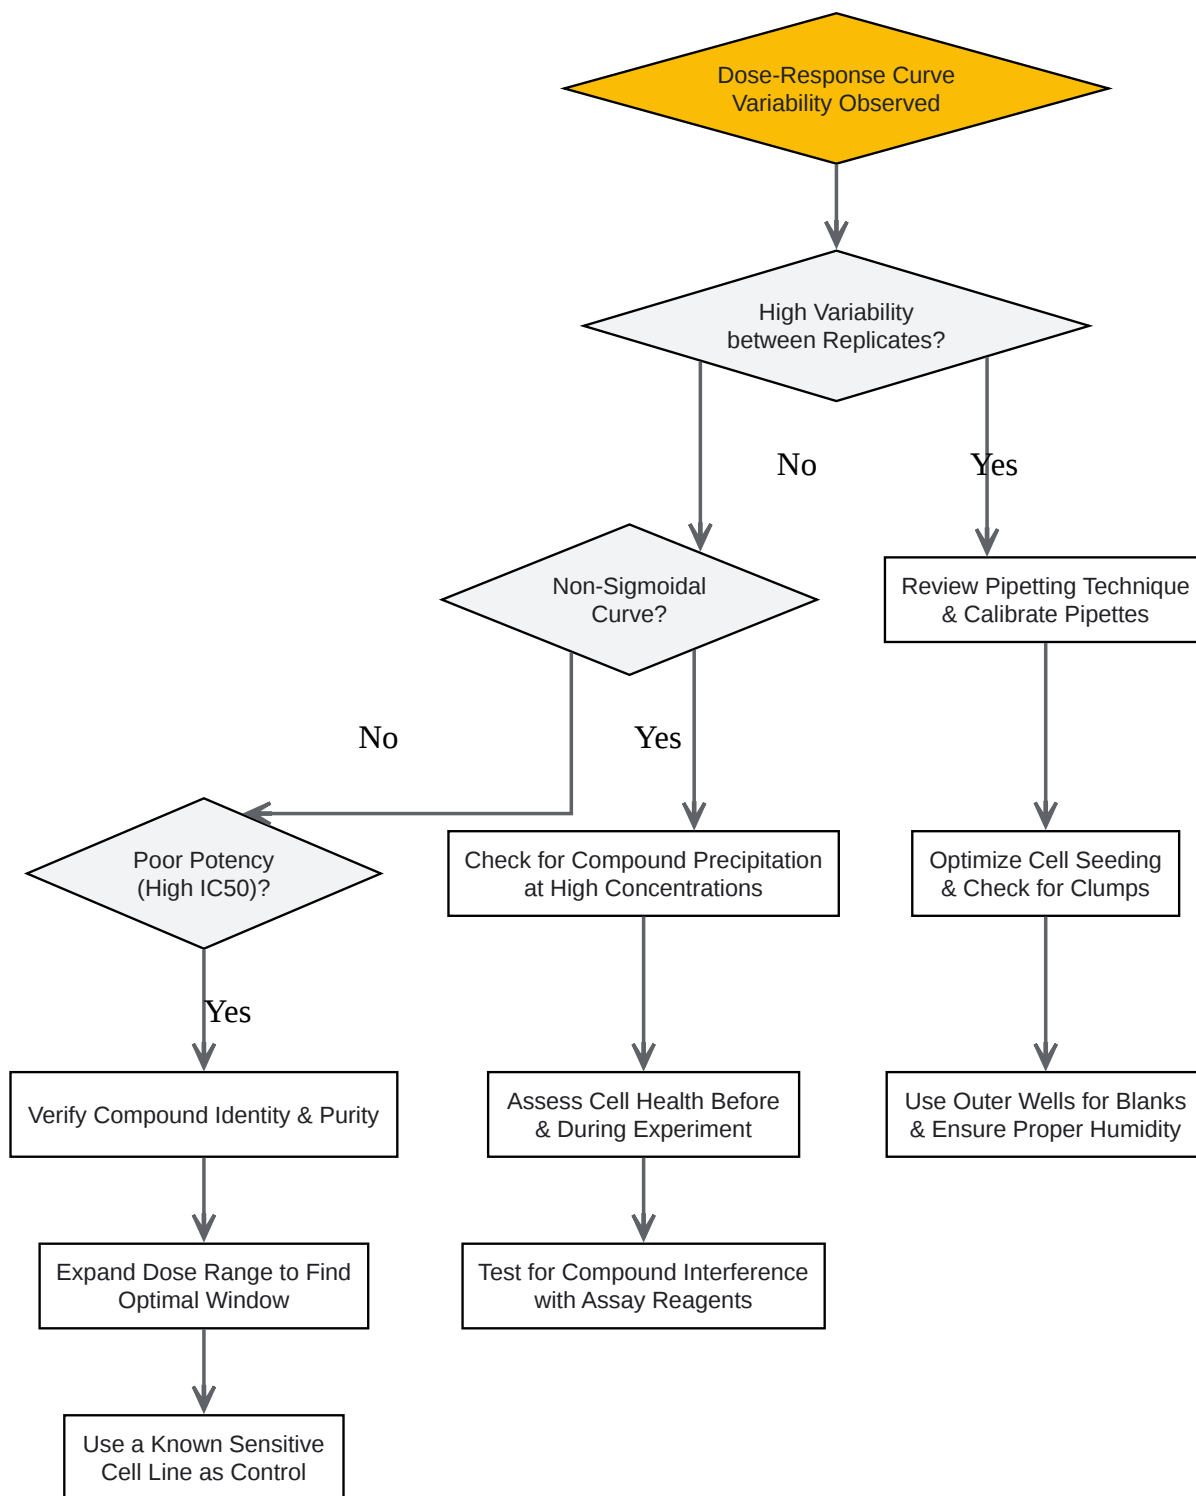 Dose-Response Curve
Variability Observed
High Variability
between Replicates?
No
Yes
Non-Sigmoidal
Curve?
Review Pipetting Technique
& Calibrate Pipettes
No
Yes
Poor Potency
(High IC50)?
Check for Compound Precipitation
at High Concentrations
Optimize Cell Seeding
& Check for Clumps
Yes
Verify Compound Identity & Purity
Assess Cell Health Before
& During Experiment
Use Outer Wells for Blanks
& Ensure Proper Humidity
Expand Dose Range to Find
Optimal Window
Test for Compound Interference
with Assay Reagents
Use a Known Sensitive
Cell Line as Control